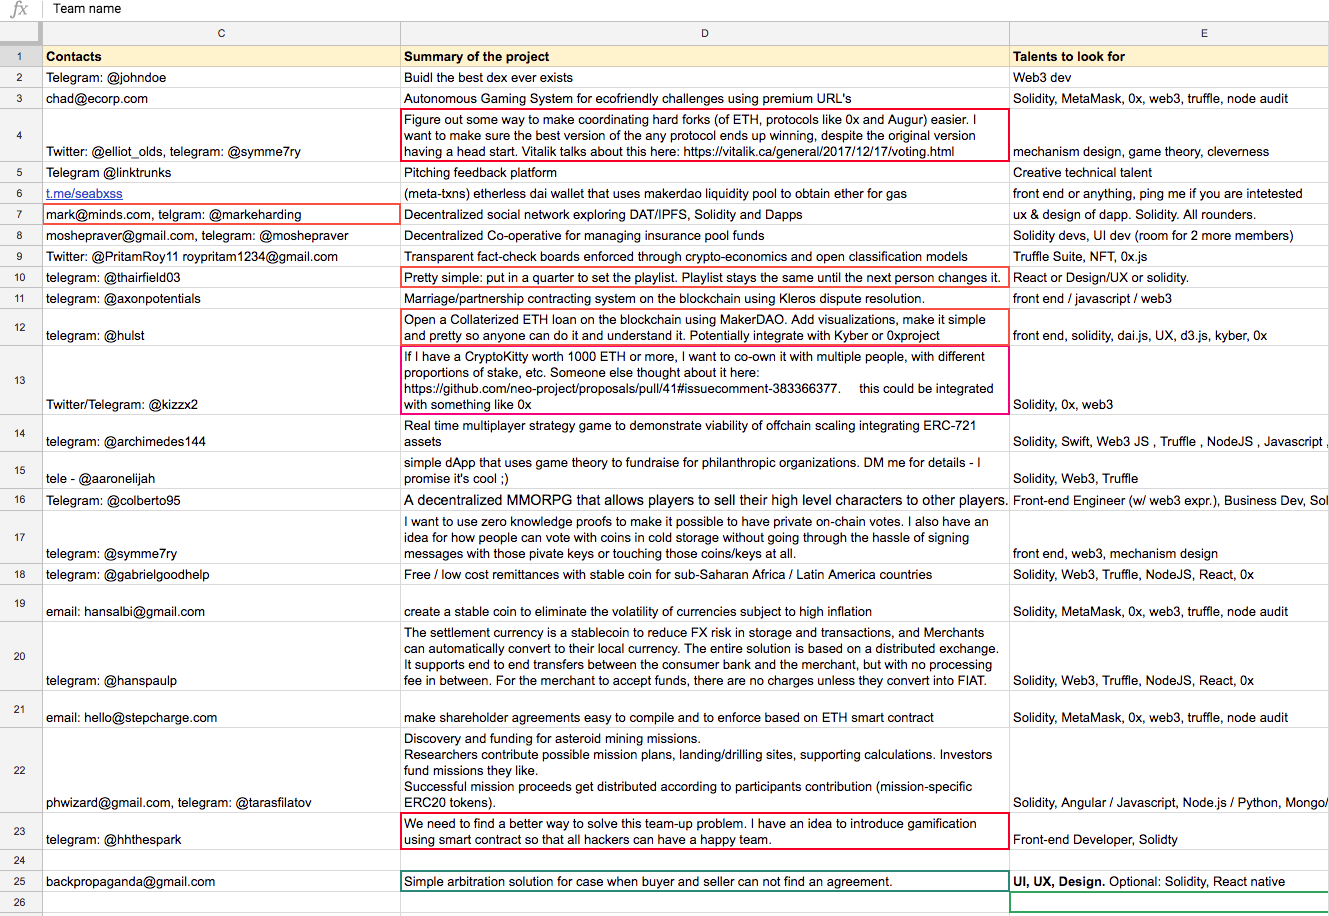 fx Team name
C D E
1 Contacts Summary of the project Talents to look for
2 Telegram: @johndoe Buidl the best dex ever exists Web3 dev
3 chad@ecorp.com Autonomous Gaming System for ecofriendly challenges using premium URL's Solidity, MetaMask, 0x, web3, truffle, node audit
Figure out some way to make coordinating hard forks (of ETH, protocols like 0x and Augur) easier. I
4 want to make sure the best version of the any protocol ends up winning, despite the original version
Twitter: @elliot_olds, telegram: @symme7ry having a head start. Vitalik talks about this here: https://vitalik.ca/general/2017/12/17/voting.html mechanism design, game theory, cleverness
5 Telegram @linktrunks Pitching feedback platform Creative technical talent
6 t.me/seabxss (meta-txns) etherless dai wallet that uses makerdao liquidity pool to obtain ether for gas front end or anything, ping me if you are intetested
7 mark@minds.com, telgram: @markeharding Decentralized social network exploring DAT/IPFS, Solidity and Dapps ux & design of dapp. Solidity. All rounders.
8 moshepraver@gmail.com, telegram: @moshepraver Decentralized Co-operative for managing insurance pool funds Solidity devs, UI dev (room for 2 more members)
9 Twitter: @PritamRoy11 roypritam1234@gmail.com Transparent fact-check boards enforced through crypto-economics and open classification models Truffle Suite, NFT, 0x.js
10 telegram: @thairfield03 Pretty simple: put in a quarter to set the playlist. Playlist stays the same until the next person changes it. React or Design/UX or solidity.
11 telegram: @axonpotentials Marriage/partnership contracting system on the blockchain using Kleros dispute resolution. front end / javascript / web3
12 Open a Collaterized ETH loan on the blockchain using MakerDAO. Add visualizations, make it simple
telegram: @hulst and pretty so anyone can do it and understand it. Potentially integrate with Kyber or 0xproject front end, solidity, dai.js, UX, d3.js, kyber, 0x
If I have a CryptoKitty worth 1000 ETH or more, I want to co-own it with multiple people, with different
13 proportions of stake, etc. Someone else thought about it here:
https://github.com/neo-project/proposals/pull/41#issuecomment-383366377. this could be integrated
Twitter/Telegram: @kizzx2 with something like 0x Solidity, 0x, web3
14 Real time multiplayer strategy game to demonstrate viability of offchain scaling integrating ERC-721
telegram: @archimedes144 assets Solidity, Swift, Web3 JS , Truffle , NodeJS , Javascript ,
15 simple dApp that uses game theory to fundraise for philanthropic organizations. DM me for details - I
tele - @aaronelijah promise it's cool ;) Solidity, Web3, Truffle
16 Telegram: @colberto95 A decentralized MMORPG that allows players to sell their high level characters to other players. Front-end Engineer (w/ web3 expr.), Business Dev, Sol
I want to use zero knowledge proofs to make it possible to have private on-chain votes. I also have an
17 idea for how people can vote with coins in cold storage without going through the hassle of signing
telegram: @symme7ry messages with those pivate keys or touching those coins/keys at all. front end, web3, mechanism design
18 telegram: @gabrielgoodhelp Free / low cost remittances with stable coin for sub-Saharan Africa / Latin America countries Solidity, Web3, Truffle, NodeJS, React, 0x
19 email: hansalbi@gmail.com create a stable coin to eliminate the volatility of currencies subject to high inflation Solidity, MetaMask, 0x, web3, truffle, node audit
The settlement currency is a stablecoin to reduce FX risk in storage and transactions, and Merchants
20 can automatically convert to their local currency. The entire solution is based on a distributed exchange.
It supports end to end transfers between the consumer bank and the merchant, but with no processing
telegram: @hanspaulp fee in between. For the merchant to accept funds, there are no charges unless they convert into FIAT. Solidity, Web3, Truffle, NodeJS, React, 0x
21 email: hello@stepcharge.com make shareholder agreements easy to compile and to enforce based on ETH smart contract Solidity, MetaMask, 0x, web3, truffle, node audit
Discovery and funding for asteroid mining missions.
Researchers contribute possible mission plans, landing/drilling sites, supporting calculations. Investors
22 fund missions they like.
Successful mission proceeds get distributed according to participants contribution (mission-specific
phwizard@gmail.com, telegram: @tarasfilatov ERC20 tokens). Solidity, Angular / Javascript, Node.js / Python, Mongo/
23 We need to find a better way to solve this team-up problem. I have an idea to introduce gamification
telegram: @hhthespark using smart contract so that all hackers can have a happy team. Front-end Developer, Solidty
24
25 backpropaganda@gmail.com Simple arbitration solution for case when buyer and seller can not find an agreement. UI, UX, Design. Optional: Solidity, React native
26